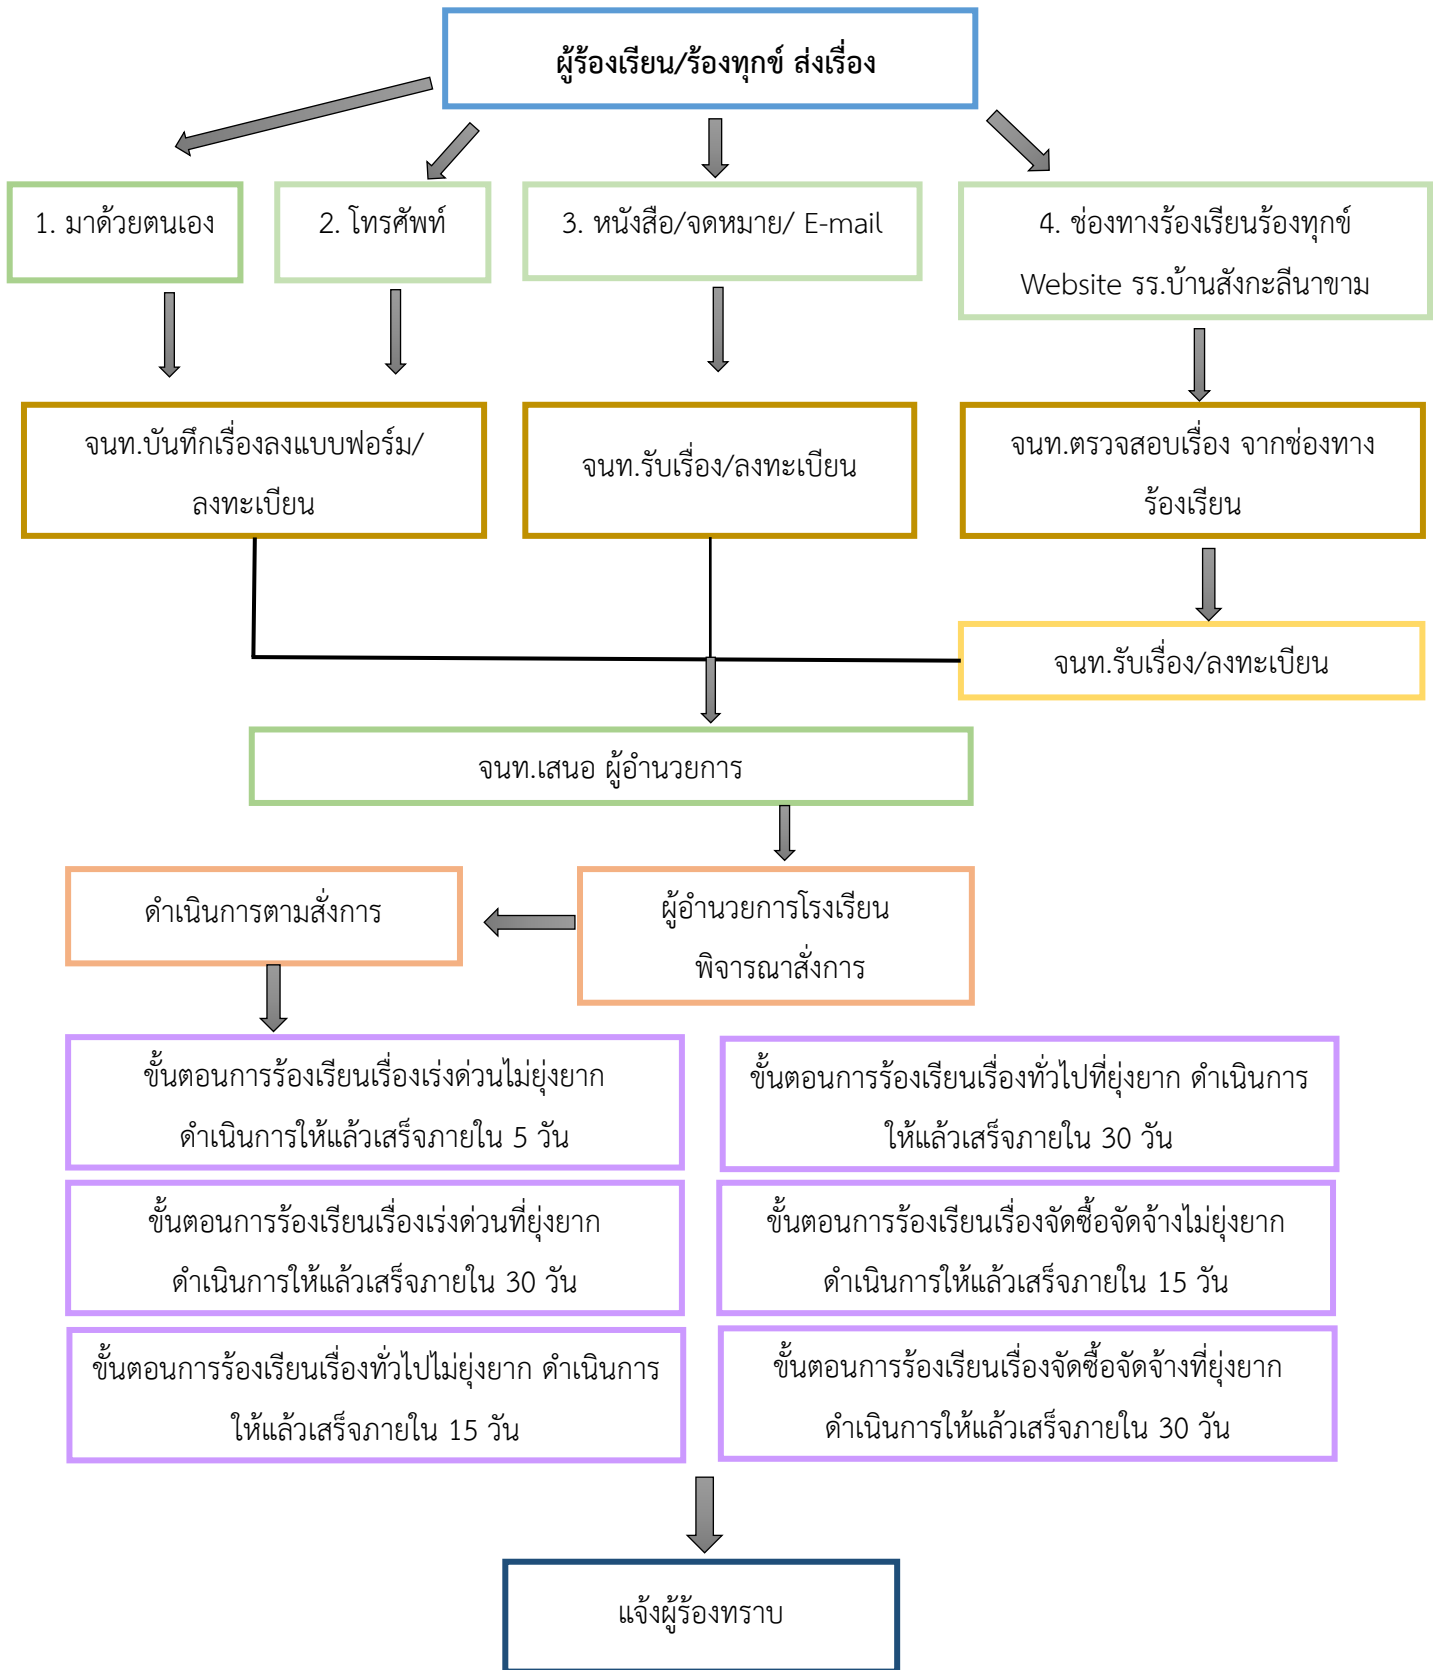 ผู้ร้องเรียน/ร้องทุกข์ ส่งเรื่อง
1. มาด้วยตนเอง
2. โทรศัพท์
3. หนังสือ/จดหมาย/ E-mail
4. ช่องทางร้องเรียนร้องทุกข์
Website รร.บ้านสังกะลีนาขาม
จนท.บันทึกเรื่องลงแบบฟอร์ม/
ลงทะเบียน
จนท.รับเรื่อง/ลงทะเบียน
จนท.ตรวจสอบเรื่อง จากช่องทาง
ร้องเรียน
จนท.รับเรื่อง/ลงทะเบียน
จนท.เสนอ ผู้อำนวยการ
ดำเนินการตามสั่งการ
ผู้อำนวยการโรงเรียน
พิจารณาสั่งการ
ขั้นตอนการร้องเรียนเรื่องเร่งด่วนไม่ยุ่งยาก
ดำเนินการให้แล้วเสร็จภายใน 5 วัน
ขั้นตอนการร้องเรียนเรื่องทั่วไปที่ยุ่งยาก ดำเนินการ
ให้แล้วเสร็จภายใน 30 วัน
ขั้นตอนการร้องเรียนเรื่องเร่งด่วนที่ยุ่งยาก
ดำเนินการให้แล้วเสร็จภายใน 30 วัน
ขั้นตอนการร้องเรียนเรื่องจัดซื้อจัดจ้างไม่ยุ่งยาก
ดำเนินการให้แล้วเสร็จภายใน 15 วัน
ขั้นตอนการร้องเรียนเรื่องทั่วไปไม่ยุ่งยาก ดำเนินการ
ให้แล้วเสร็จภายใน 15 วัน
ขั้นตอนการร้องเรียนเรื่องจัดซื้อจัดจ้างที่ยุ่งยาก
ดำเนินการให้แล้วเสร็จภายใน 30 วัน
แจ้งผู้ร้องทราบ